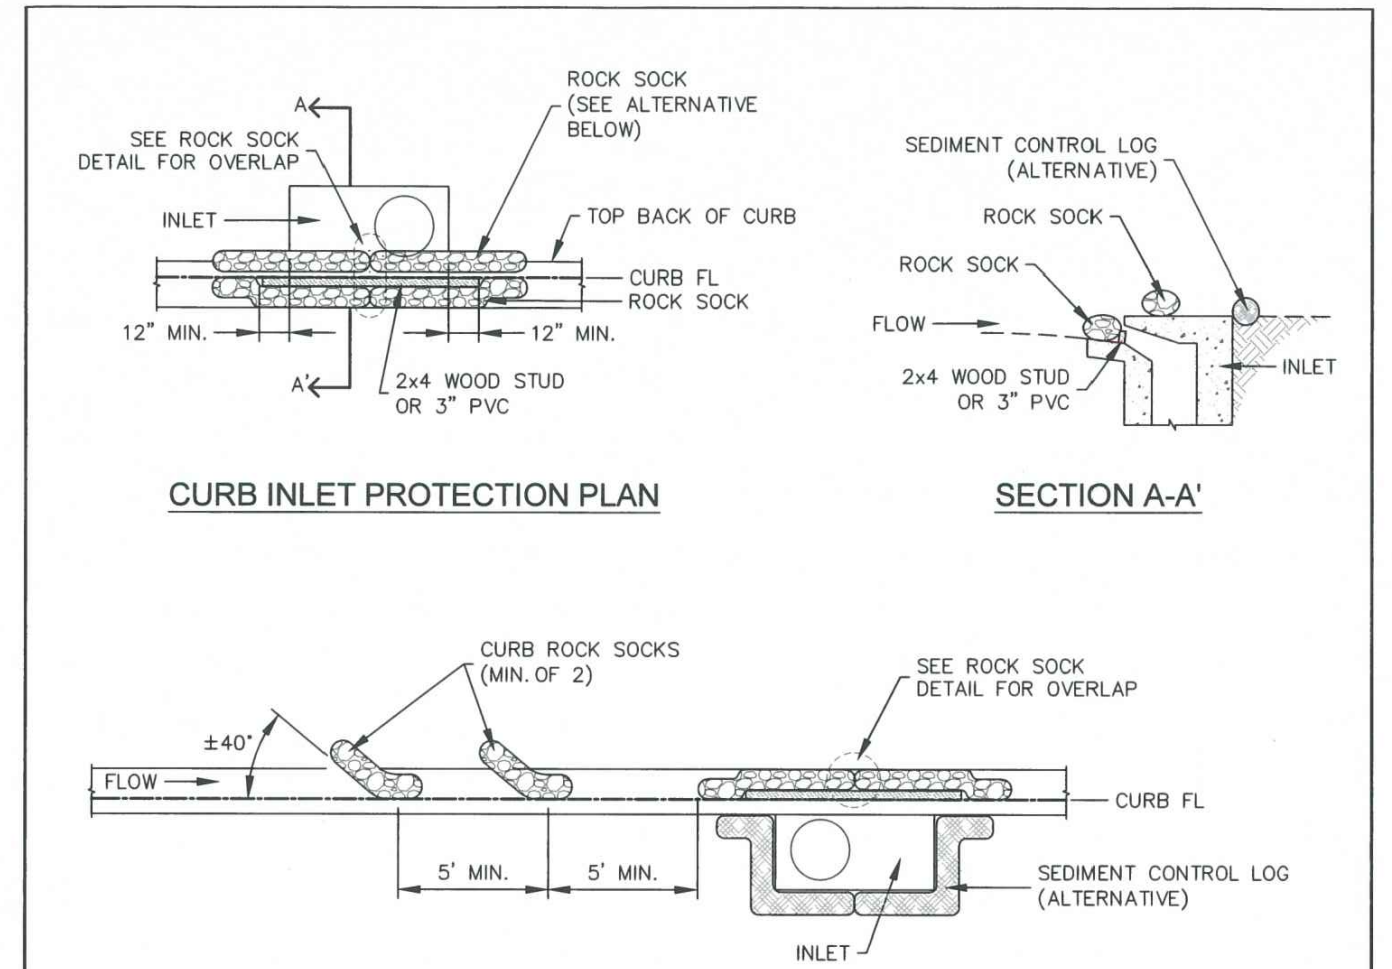 ROCK SOCK
(SEE ALTERNATIVE
BELOW)
A
SEE ROCK SOCK
DETAIL FOR OVERLAP
INLET
TOP BACK OF CURB
CURB FL
ROCK SOCK
12" MIN.
12" MIN.
A'
2x4 WOOD STUD
OR 3" PVC
CURB INLET PROTECTION PLAN
SEDIMENT CONTROL LOG
(ALTERNATIVE)
ROCK SOCK
ROCK SOCK
FLOW
INLET
2x4 WOOD STUD
OR 3" PVC
SECTION A-A'
CURB ROCK SOCKS
(MIN. OF 2)
SEE ROCK SOCK
DETAIL FOR OVERLAP
±40°
FLOW
CURB FL
5' MIN.
5' MIN.
SEDIMENT CONTROL LOG
(ALTERNATIVE)
INLET